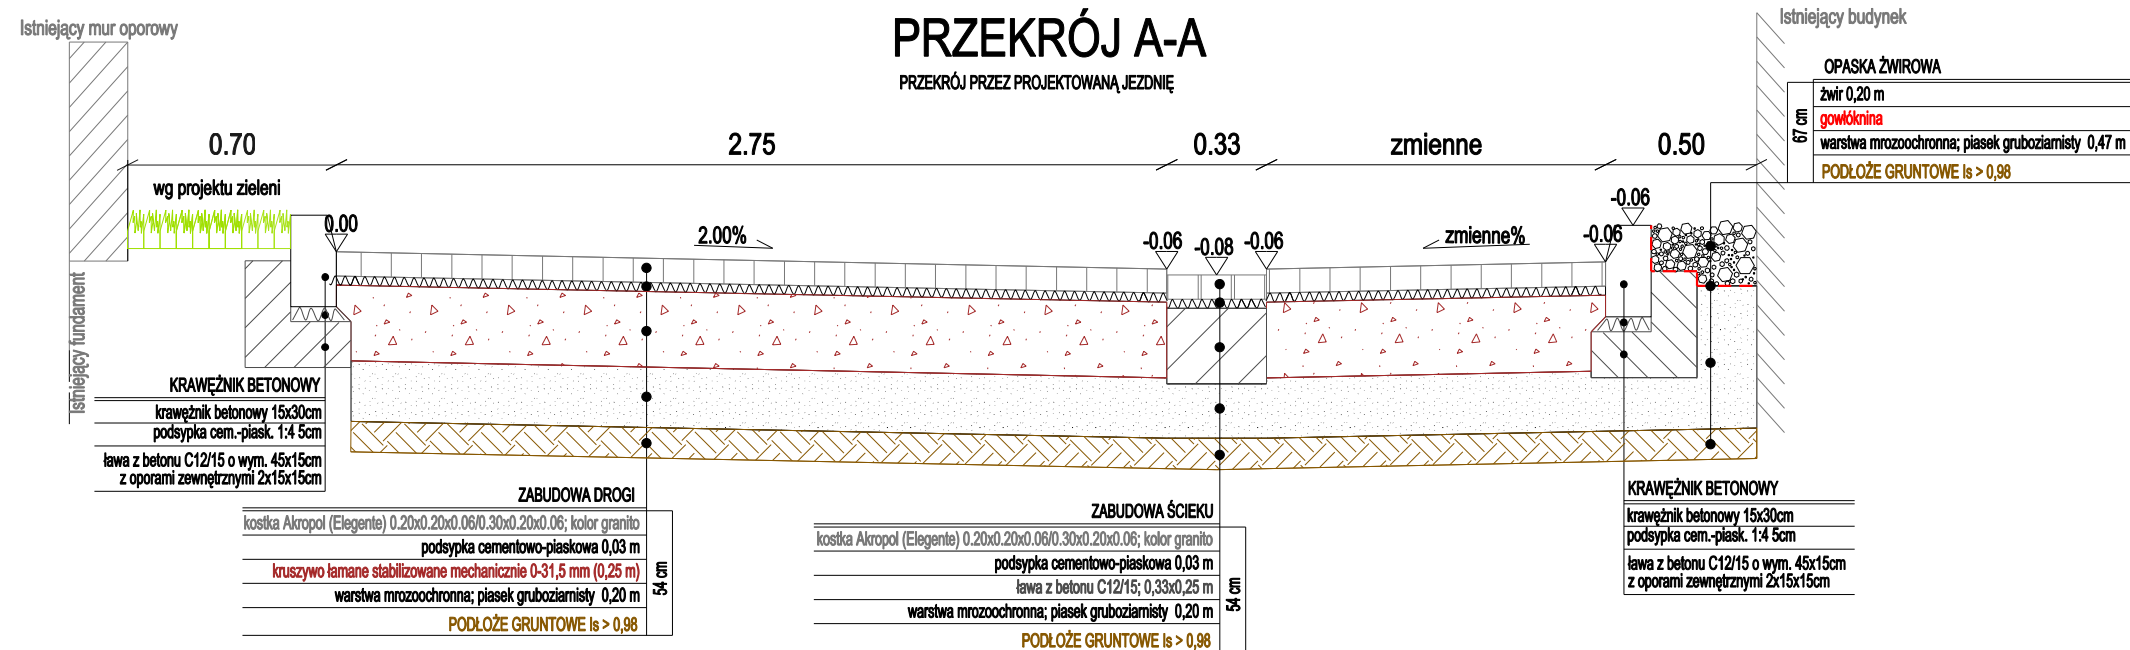 PRZEKRÓJ A-A
PRZEKRÓJ PRZEZ PROJEKTOWANĄ JEZDNIĘ
Istniejący mur oporowy
Istniejący budynek
OPASKA ŻWIROWA
żwir 0,20 m
gowłóknina
warstwa mrozoochronna; piasek gruboziarnisty 0,47 m
PODŁOŻE GRUNTOWE Is > 0,98
67 cm
0.70
2.75
0.33
zmienne
0.50
wg projektu zieleni
0.00
2.00%
-0.06
-0.08
-0.06
zmienne%
-0.06
-0.06
Istniejący fundament
KRAWĘŻNIK BETONOWY
krawężnik betonowy 15x30cm
podsypka cem.-piask. 1:4 5cm
ława z betonu C12/15 o wym. 45x15cm
z oporami zewnętrznymi 2x15x15cm
ZABUDOWA DROGI
kostka Akropol (Elegente) 0.20x0.20x0.06/0.30x0.20x0.06; kolor granito
podsypka cementowo-piaskowa 0,03 m
kruszywo łamane stabilizowane mechanicznie 0-31,5 mm (0,25 m)
warstwa mrozoochronna; piasek gruboziarnisty 0,20 m
PODŁOŻE GRUNTOWE Is > 0,98
54 cm
ZABUDOWA ŚCIEKU
kostka Akropol (Elegente) 0.20x0.20x0.06/0.30x0.20x0.06; kolor granito
podsypka cementowo-piaskowa 0,03 m
ława z betonu C12/15; 0,33x0,25 m
warstwa mrozoochronna; piasek gruboziarnisty 0,20 m
PODŁOŻE GRUNTOWE Is > 0,98
54 cm
KRAWĘŻNIK BETONOWY
krawężnik betonowy 15x30cm
podsypka cem.-piask. 1:4 5cm
ława z betonu C12/15 o wym. 45x15cm
z oporami zewnętrznymi 2x15x15cm